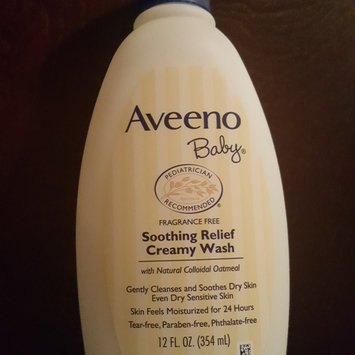 Aveeno
Baby®
PEDIATRICIAN
RECOMMENDED®
FRAGRANCE FREE
Soothing Relief
Creamy Wash
with Natural Colloidal Oatmeal
Gently Cleanses and Soothes Dry Skin
Even Dry Sensitive Skin
Skin Feels Moisturized for 24 Hours
Tear-free, Paraben-free, Phthalate-free
12 FL. OZ. (354 mL)